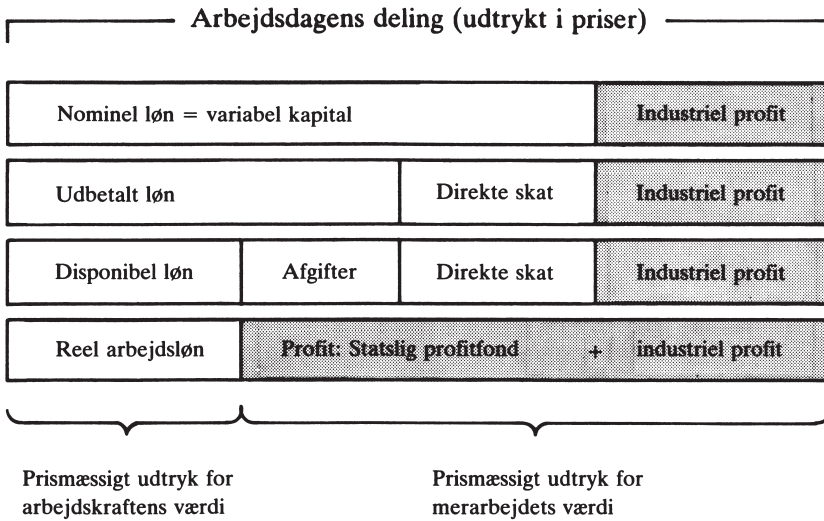 Arbejdsdagens deling (udtrykt i priser)
Nominel løn = variabel kapital Industriel profit
Udbetalt løn Direkte skat Industriel profit
Disponibel løn Afgifter Direkte skat Industriel profit
Reel arbejdsløn Profit: Statslig profitfond + industriel profit
Prismæssigt udtryk for
arbejdskraftens værdi
Prismæssigt udtryk for
merarbejdets værdi